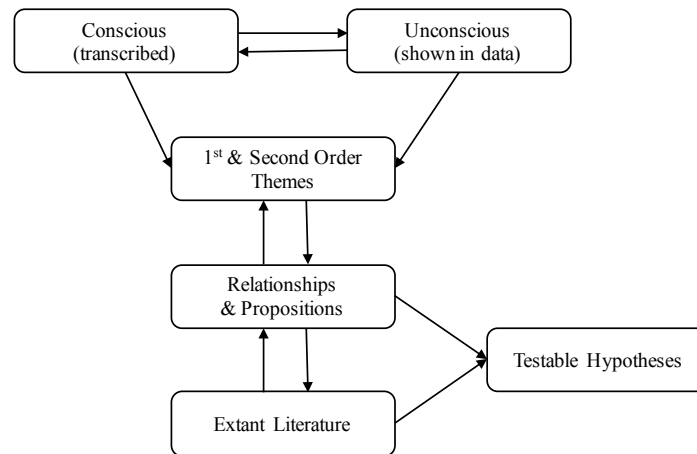 Conscious
(transcribed)
Unconscious
(shown in data)
1st & Second Order
Themes
Relationships
& Propositions
Testable Hypotheses
Extant Literature